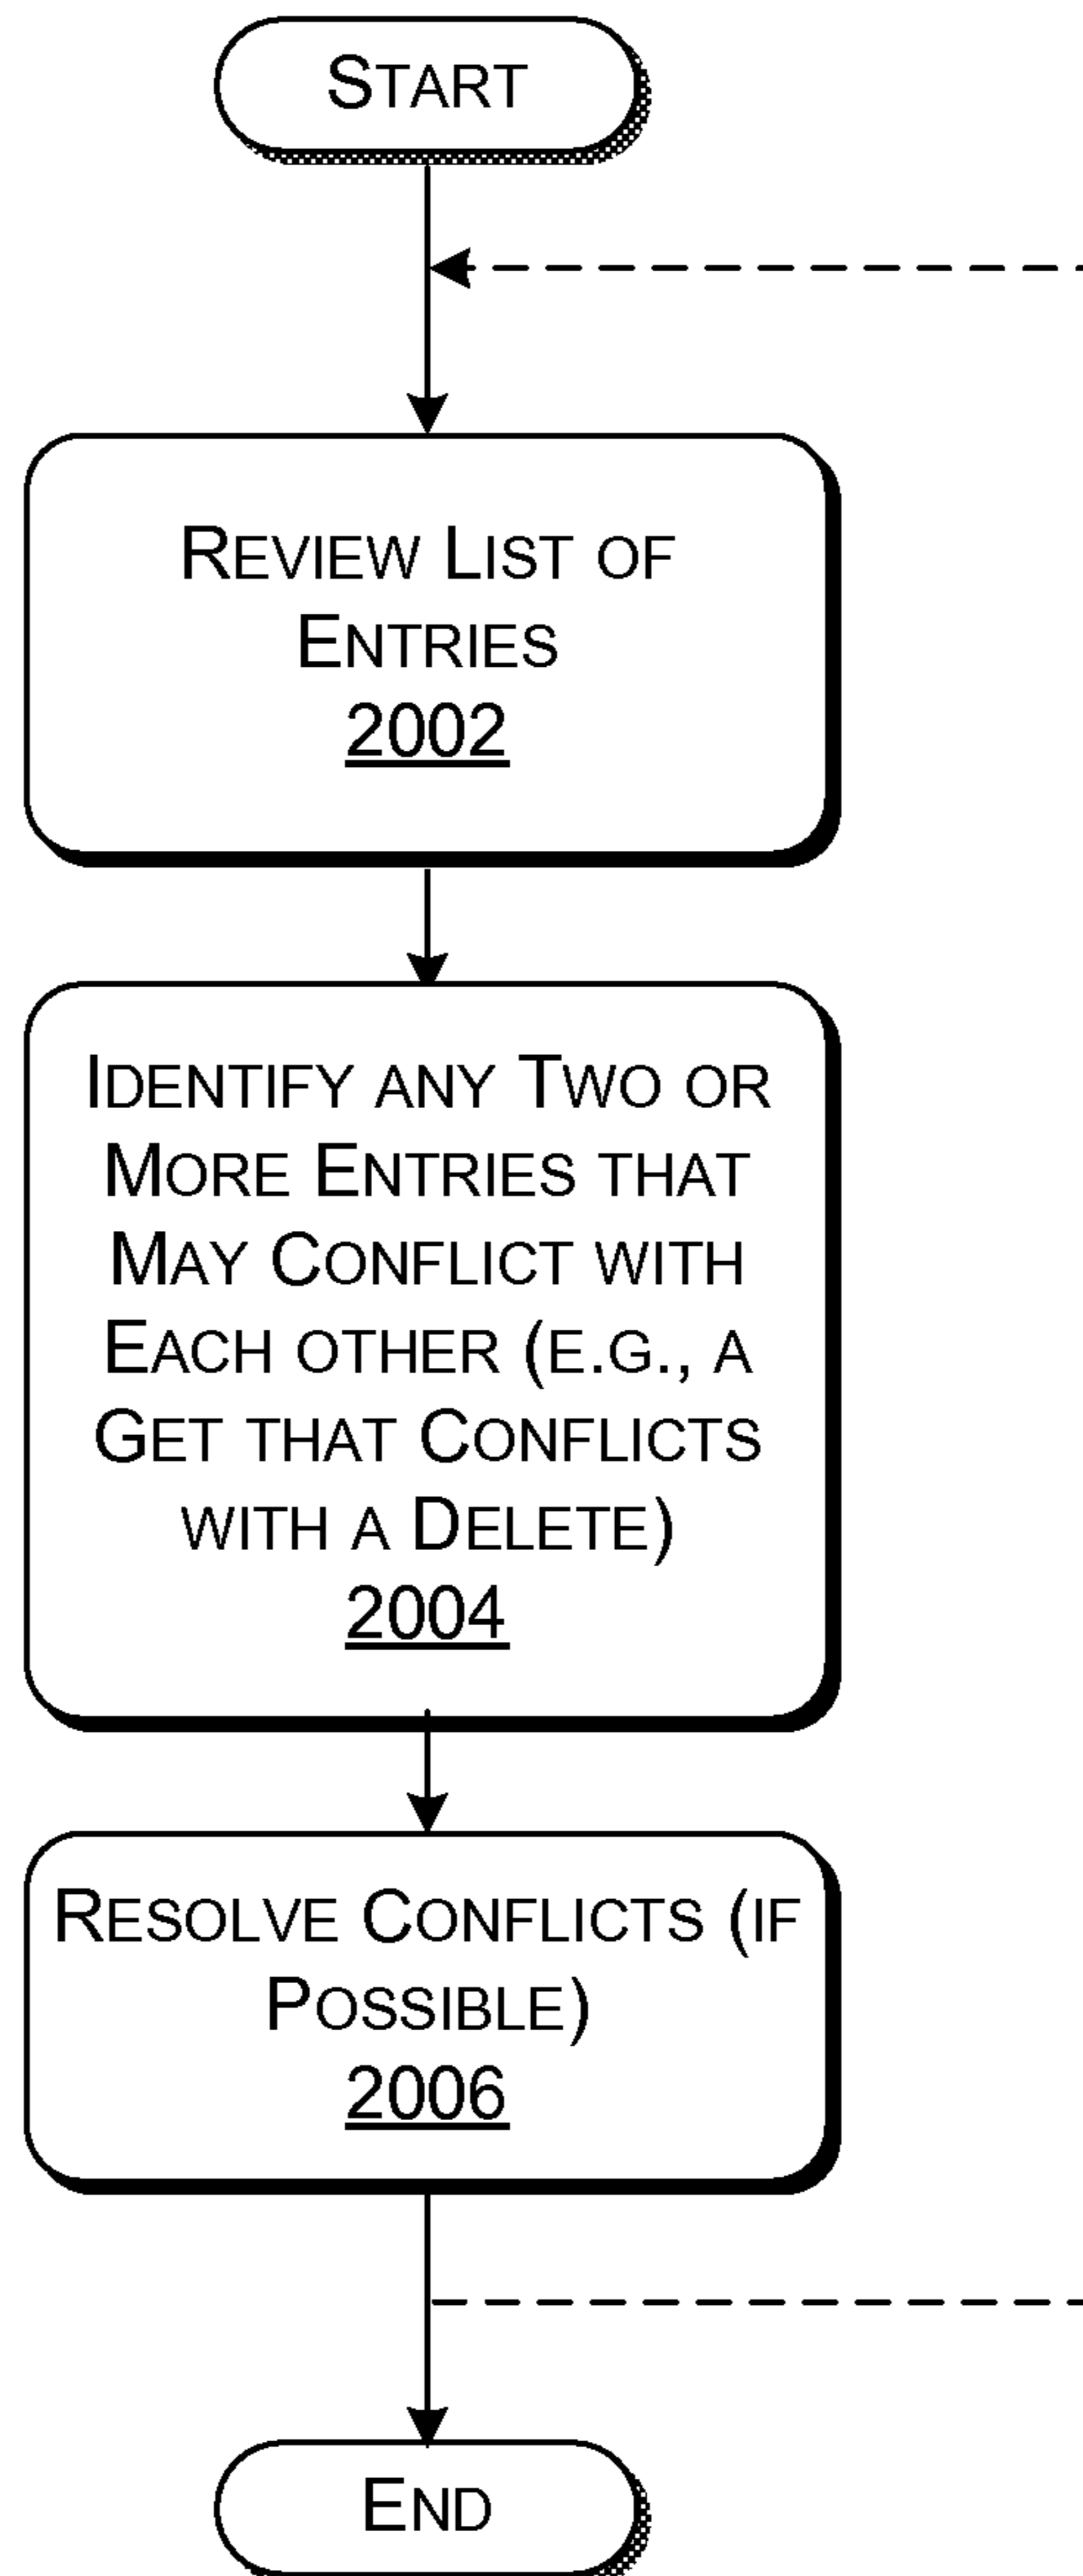 START
REVIEW LIST OF
ENTRIES
2002
IDENTIFY ANY TWO OR
MORE ENTRIES THAT
MAY CONFLICT WITH
EACH OTHER (E.G., A
GET THAT CONFLICTS
WITH A DELETE)
2004
RESOLVE CONFLICTS (IF
POSSIBLE)
2006
END